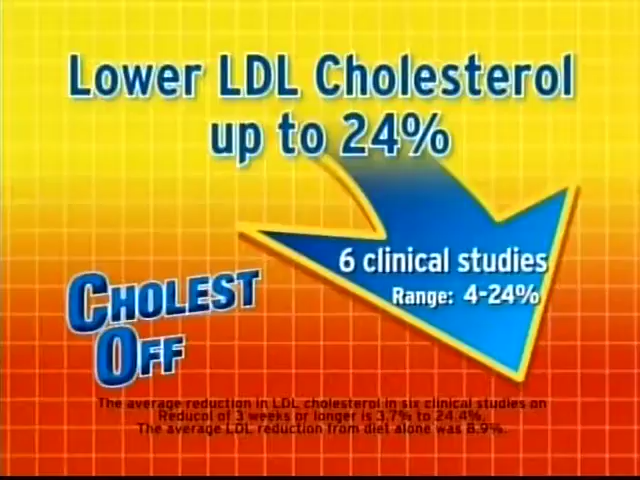 Lower LDL Cholesterol
up to 24%
6 clinical studies
Range: 4-24%
CHOLEST
OFF
The average reduction in LDL cholesterol in six clinical studies on
Reducol of 3 weeks or longer is 3.7% to 24.4%.
The average LDL reduction from diet alone was 8.9%.